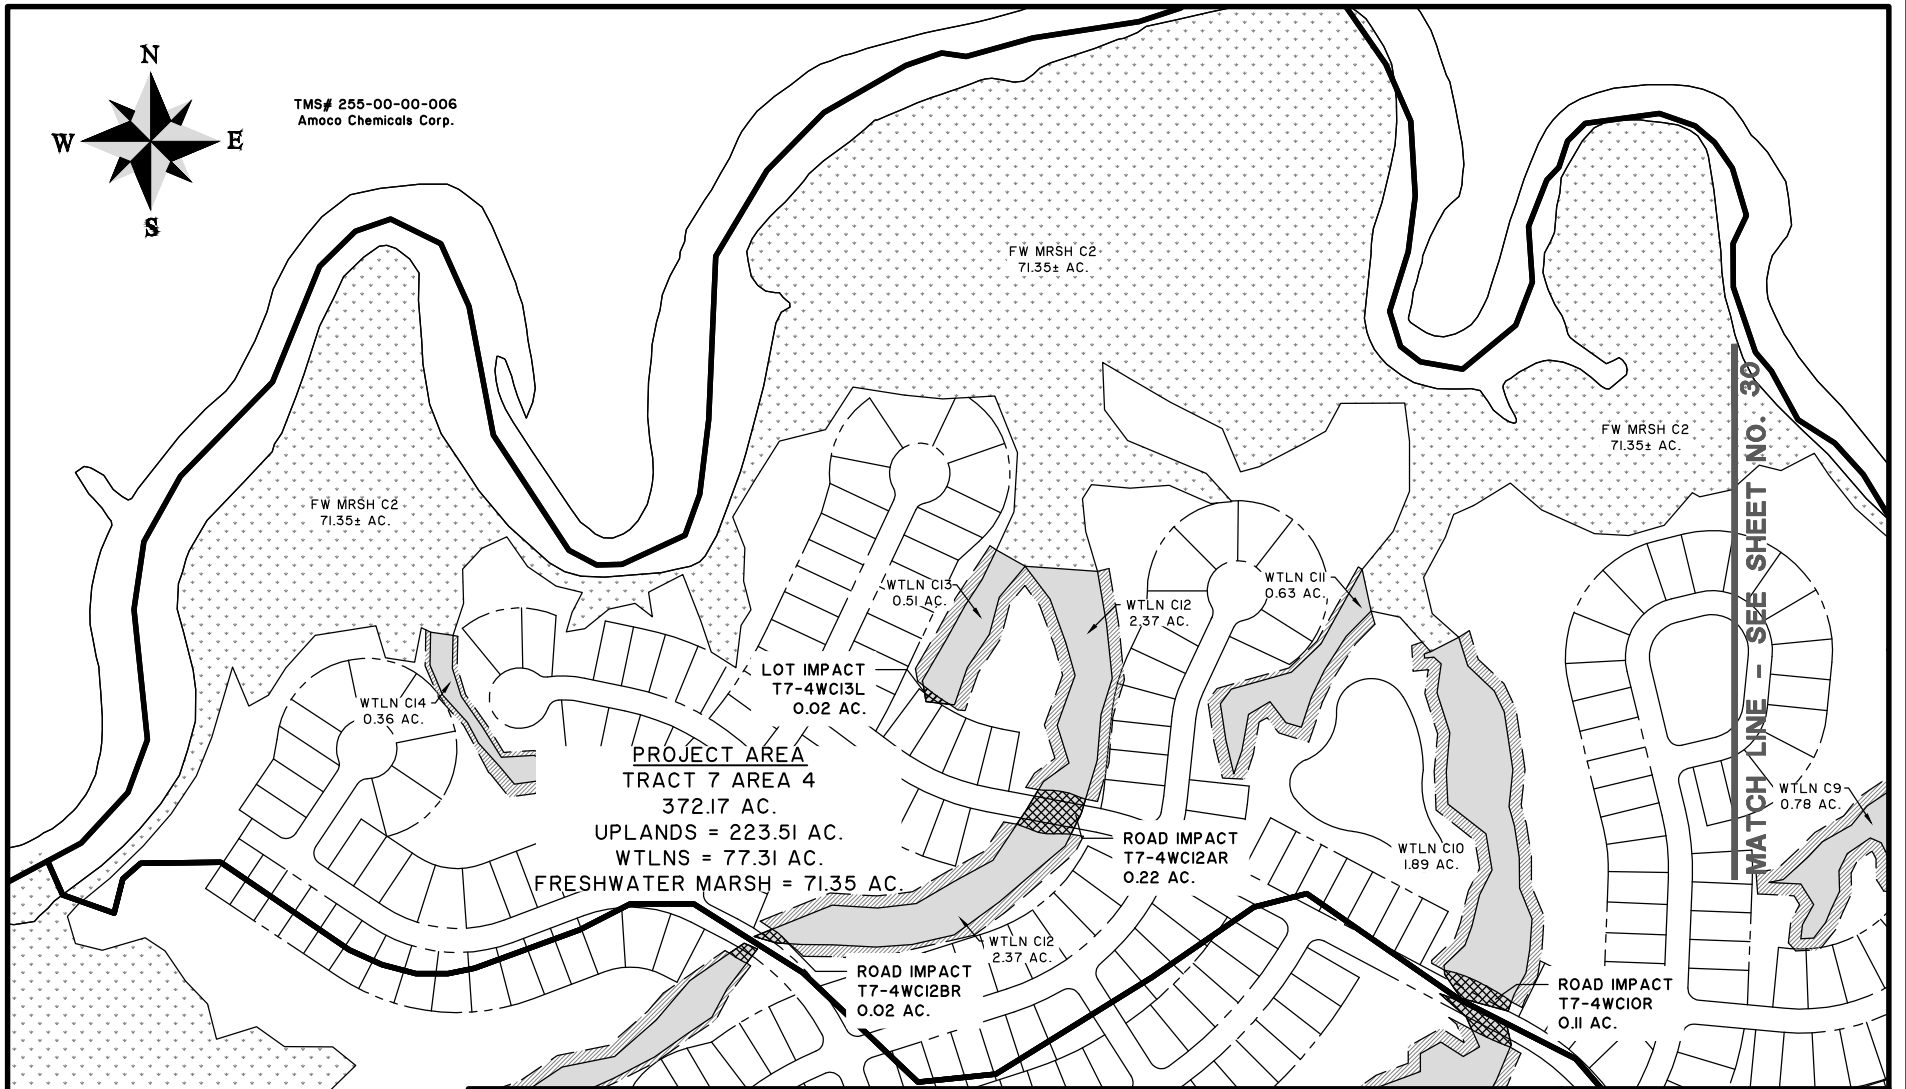 N
W
E
S
TMS# 255-00-00-006
Amoco Chemicals Corp.
FW MRSH C2
71.35± AC.
FW MRSH C2
71.35± AC.
FW MRSH C2
71.35± AC.
MATCH LINE - SEE SHEET NO. 30
WTLN C13
0.51 AC.
WTLN C12
2.37 AC.
WTLN C11
0.63 AC.
LOT IMPACT
T7-4WC13L
0.02 AC.
WTLN C14
0.36 AC.
PROJECT AREA
TRACT 7 AREA 4
372.17 AC.
UPLANDS = 223.51 AC.
WTLNS = 77.31 AC.
FRESHWATER MARSH = 71.35 AC.
WTLN C9
0.78 AC.
ROAD IMPACT
T7-4WC12AR
0.22 AC.
WTLN C10
1.89 AC.
WTLN C12
2.37 AC.
ROAD IMPACT
T7-4WC12BR
0.02 AC.
ROAD IMPACT
T7-4WC10R
0.11 AC.